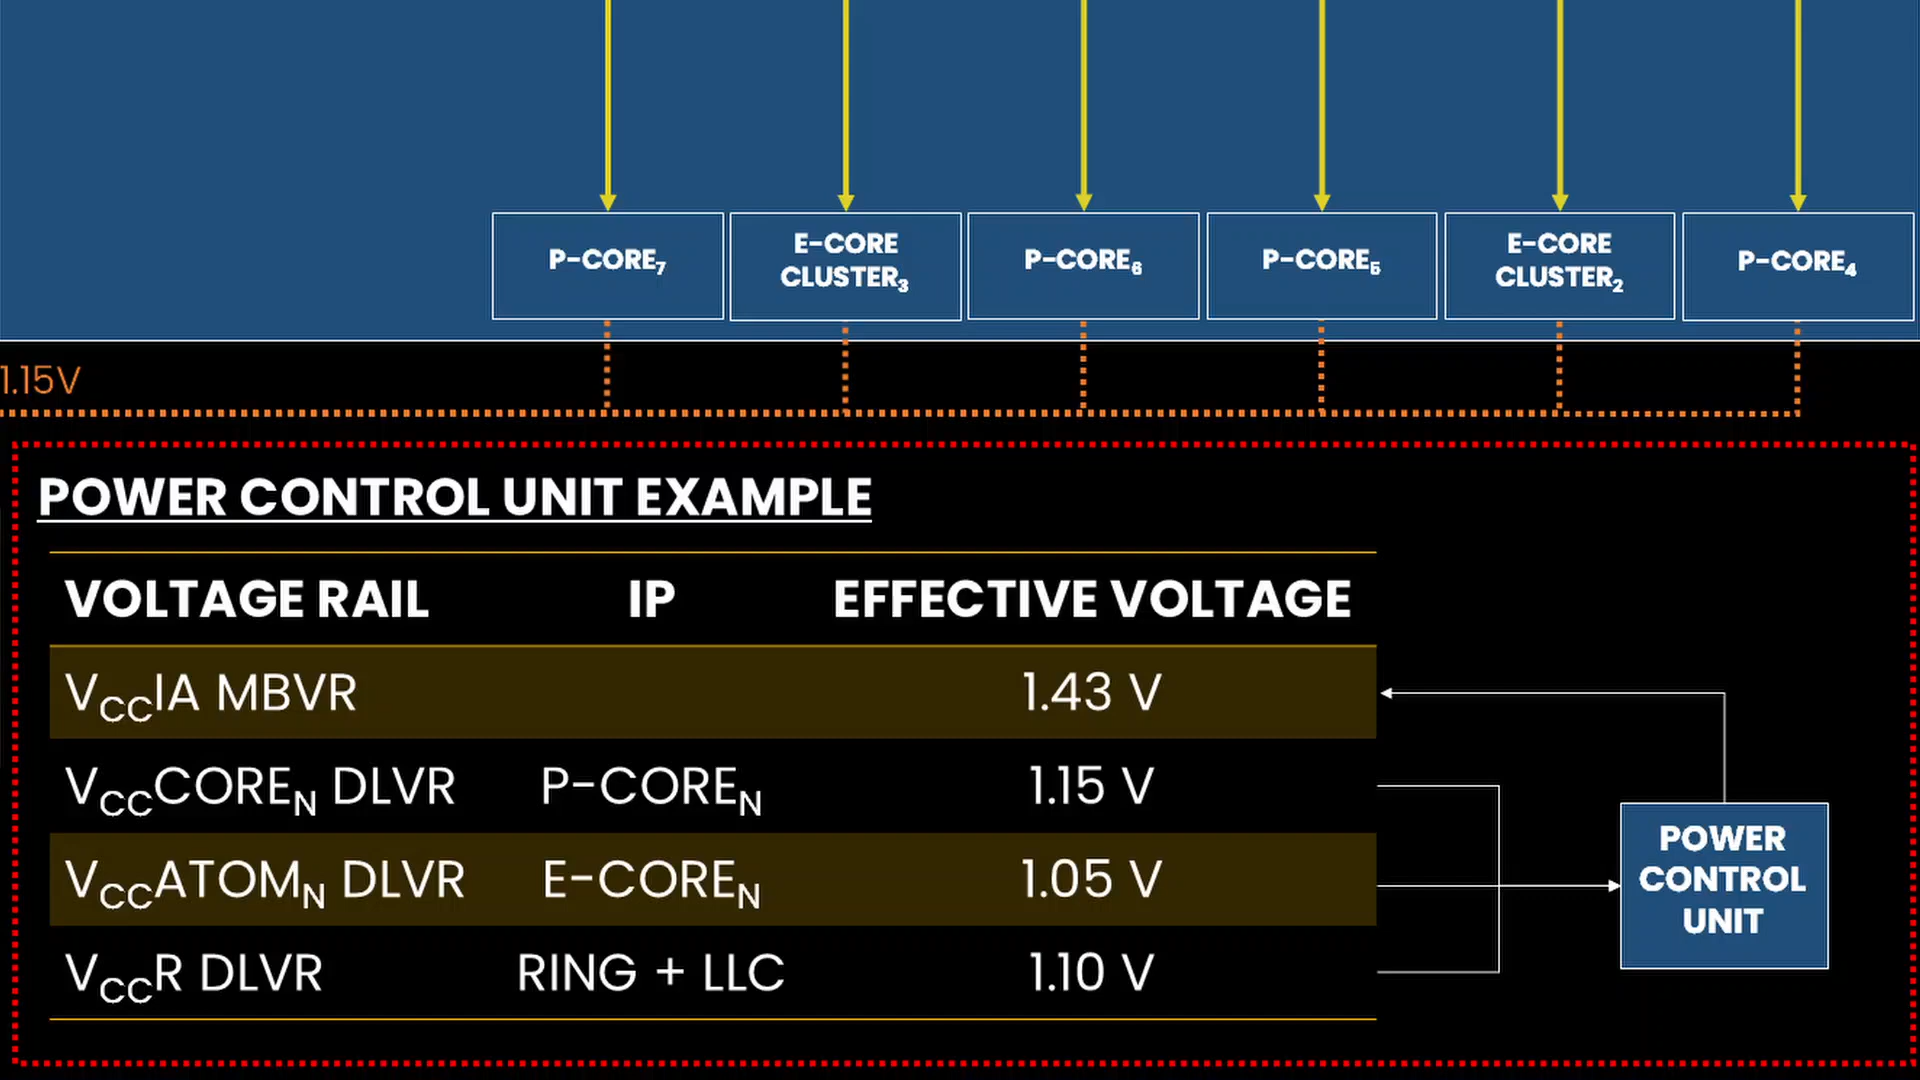 P-CORE7
E-CORE
CLUSTER3
P-CORE6
P-CORE5
E-CORE
CLUSTER2
P-CORE4
1.15V
POWER CONTROL UNIT EXAMPLE
VOLTAGE RAIL IP EFFECTIVE VOLTAGE
VCCIA MBVR 1.43 V
VCCCOREN DLVR P-COREN 1.15 V
VCCATOMN DLVR E-COREN 1.05 V
VCCR DLVR RING + LLC 1.10 V
POWER
CONTROL
UNIT